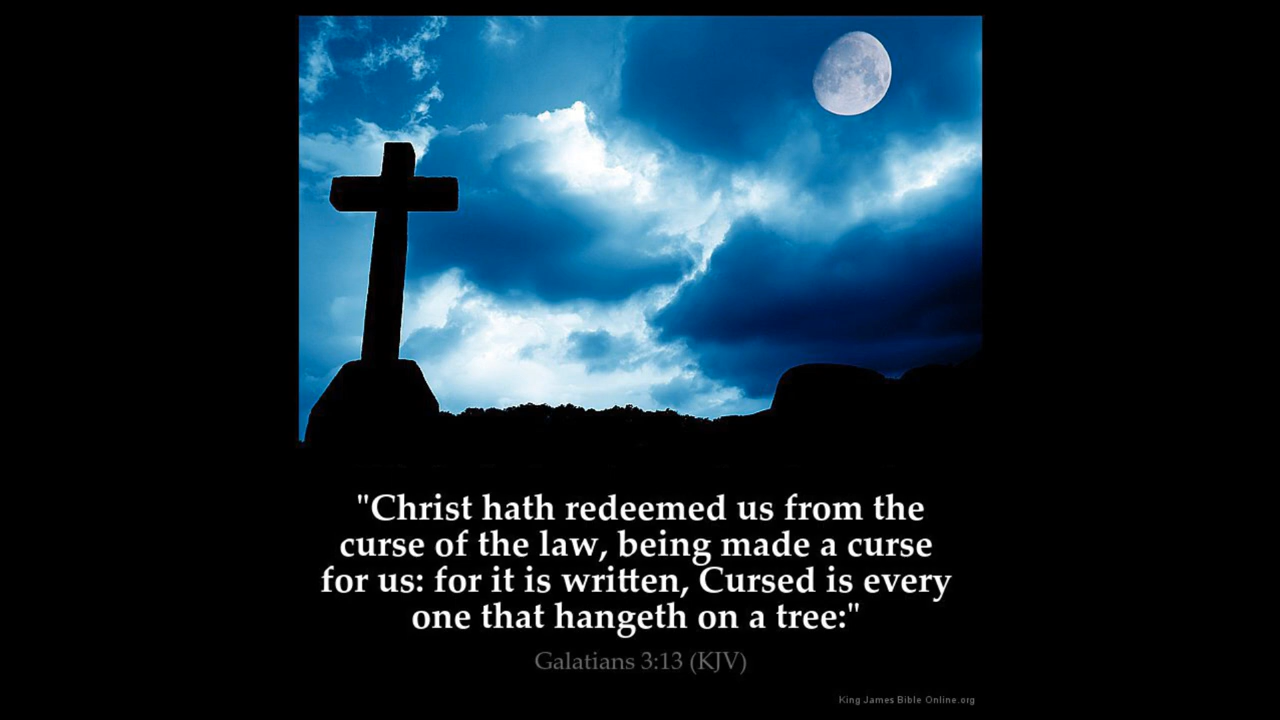 "Christ hath redeemed us from the
curse of the law, being made a curse
for us: for it is written, Cursed is every
one that hangeth on a tree:"
Galatians 3:13 (KJV)
King James Bible Online.org